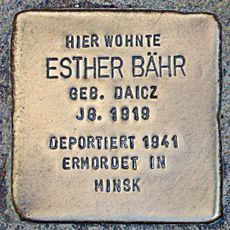 HIER WOHNTE
ESTHER BÄHR
GEB. DAICZ
JG. 1919
DEPORTIERT 1941
ERMORDET IN
MINSK